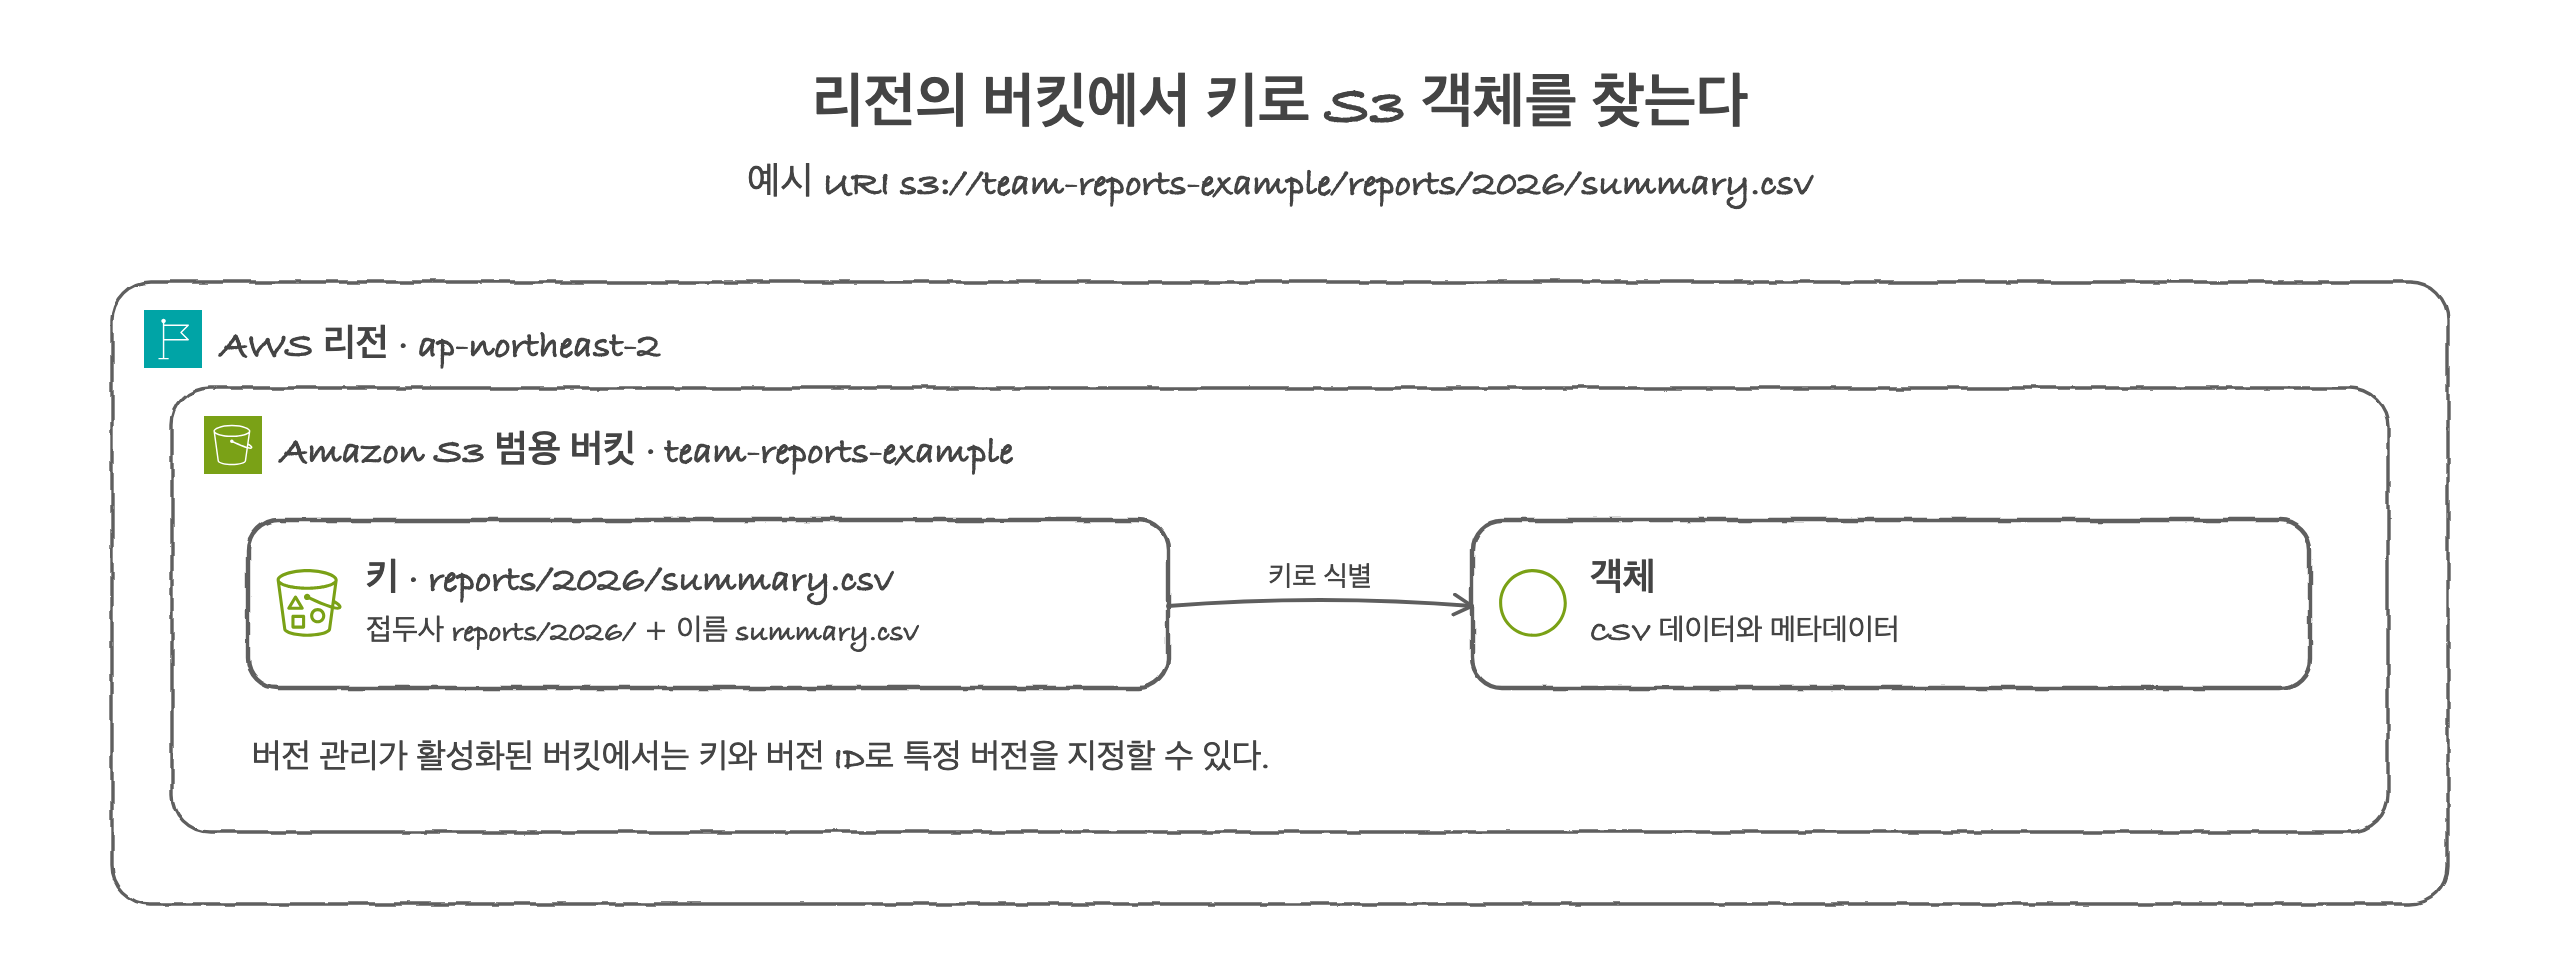 리전의 버킷에서 키로 S3 객체를 찾는다
예시 URI s3://team-reports-example/reports/2026/summary.csv
AWS 리전 · ap-northeast-2
Amazon S3 범용 버킷 · team-reports-example
키 · reports/2026/summary.csv
접두사 reports/2026/ + 이름 summary.csv
키로 식별
객체
CSV 데이터와 메타데이터
버전 관리가 활성화된 버킷에서는 키와 버전 ID로 특정 버전을 지정할 수 있다.